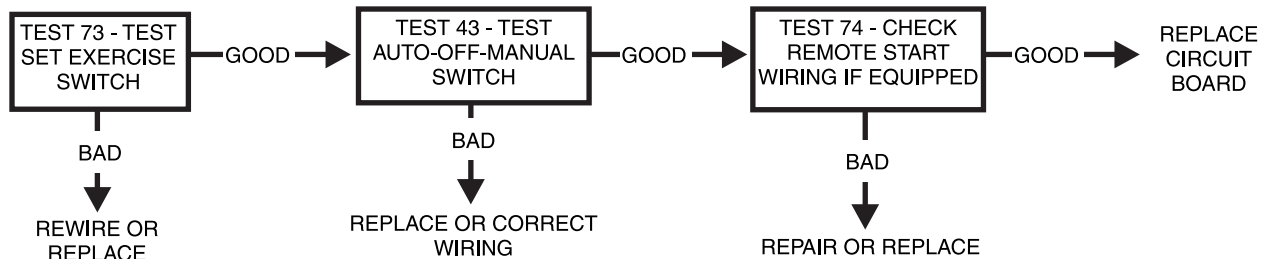 TEST 73 - TEST
SET EXERCISE
SWITCH
GOOD
TEST 43 - TEST
AUTO-OFF-MANUAL
SWITCH
GOOD
TEST 74 - CHECK
REMOTE START
WIRING IF EQUIPPED
GOOD
REPLACE
CIRCUIT
BOARD
BAD
REWIRE OR
REPLACE
BAD
REPLACE OR CORRECT
WIRING
BAD
REPAIR OR REPLACE